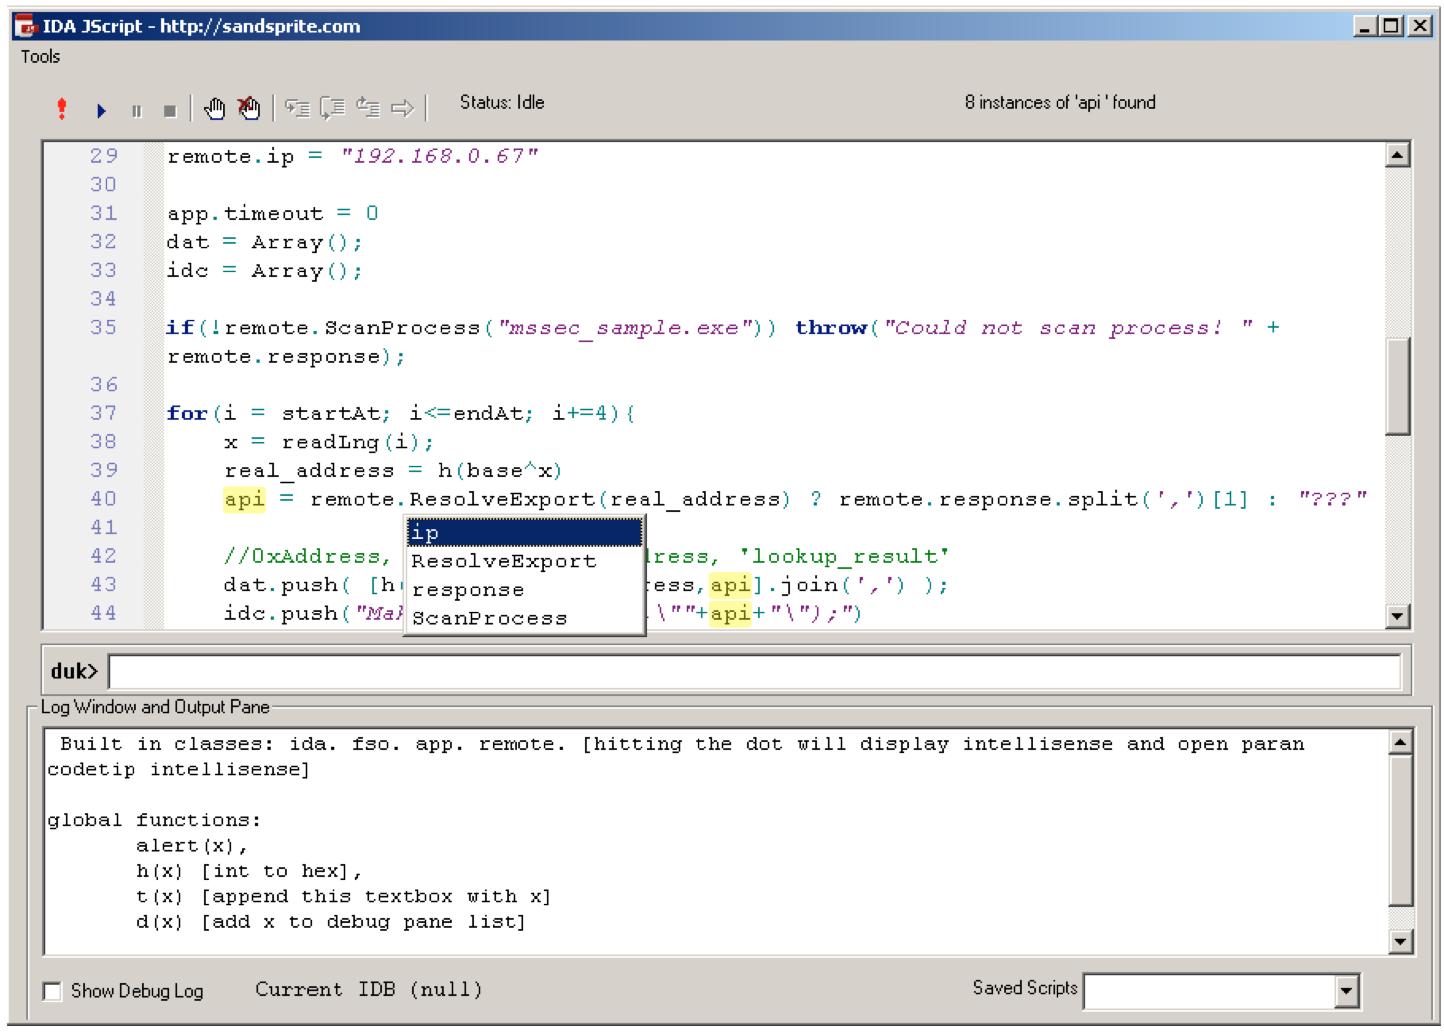 IDA JScript - http://sandsprite.com
Tools
Status: Idle
8 instances of 'api ' found
29 remote.ip = "192.168.0.67"
30
31 app.timeout = 0
32 dat = Array();
33 idc = Array();
34
35 if(!remote.ScanProcess("mssec_sample.exe")) throw("Could not scan process! " +
remote.response);
36
37 for(i = startAt; i<=endAt; i+=4){
38 x = readLng(i);
39 real_address = h(base^x)
40 api = remote.ResolveExport(real_address) ? remote.response.split(',')[1] : "???"
41
ip
42 //0xAddress, ress, 'lookup_result'
ResolveExport
43 dat.push( [h ess,api].join(',') );
response
44 idc.push("Ma \""+api+"\");")
ScanProcess
duk>
Log Window and Output Pane
Built in classes: ida. fso. app. remote. [hitting the dot will display intellisense and open paran
codetip intellisense]
global functions:
alert(x),
h(x) [int to hex],
t(x) [append this textbox with x]
d(x) [add x to debug pane list]
Show Debug Log
Current IDB (null)
Saved Scripts